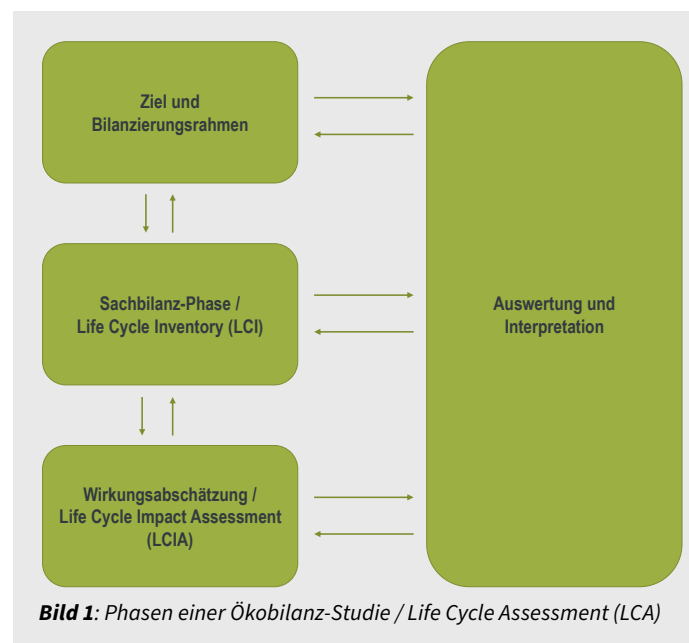 Ziel und
Bilanzierungsrahmen
Sachbilanz-Phase /
Life Cycle Inventory (LCI)
Wirkungsabschätzung /
Life Cycle Impact Assessment
(LCIA)
Auswertung und
Interpretation
Bild 1: Phasen einer Ökobilanz-Studie / Life Cycle Assessment (LCA)